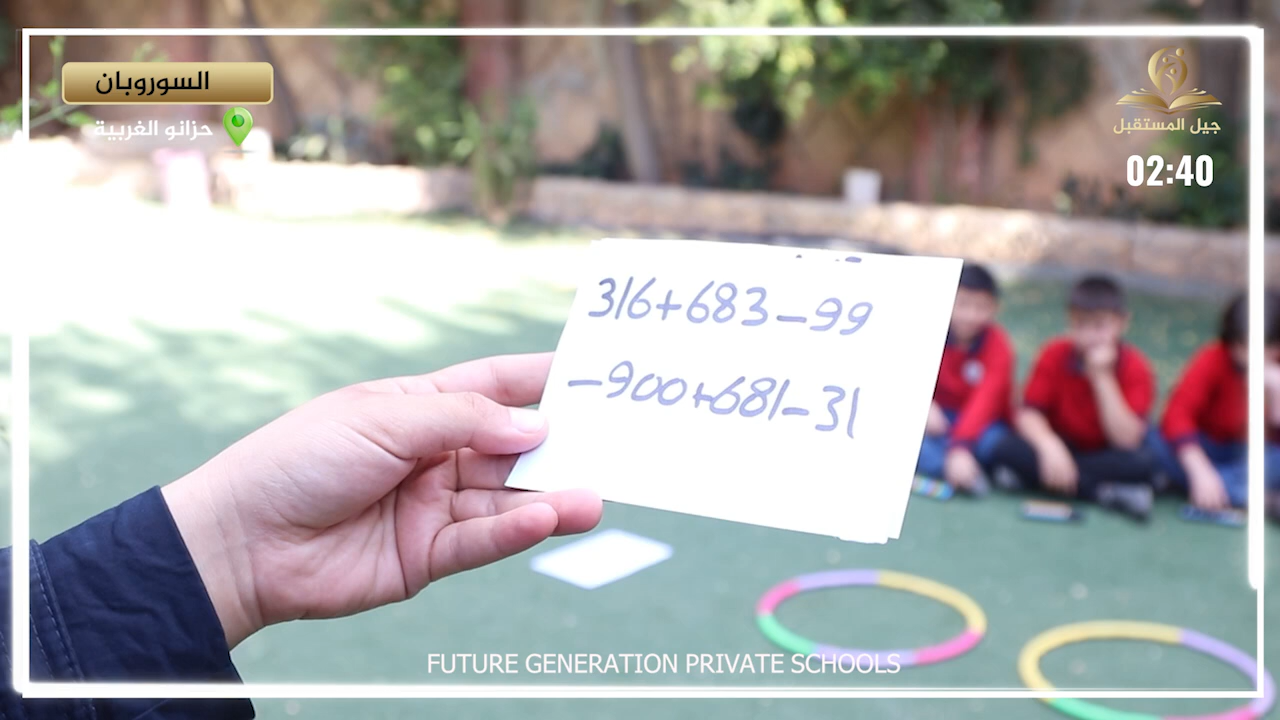 السوروبان
حزانو الغربية
جيل المستقبل
02:40
316+683-99
-900+681-31
FUTURE GENERATION PRIVATE SCHOOLS